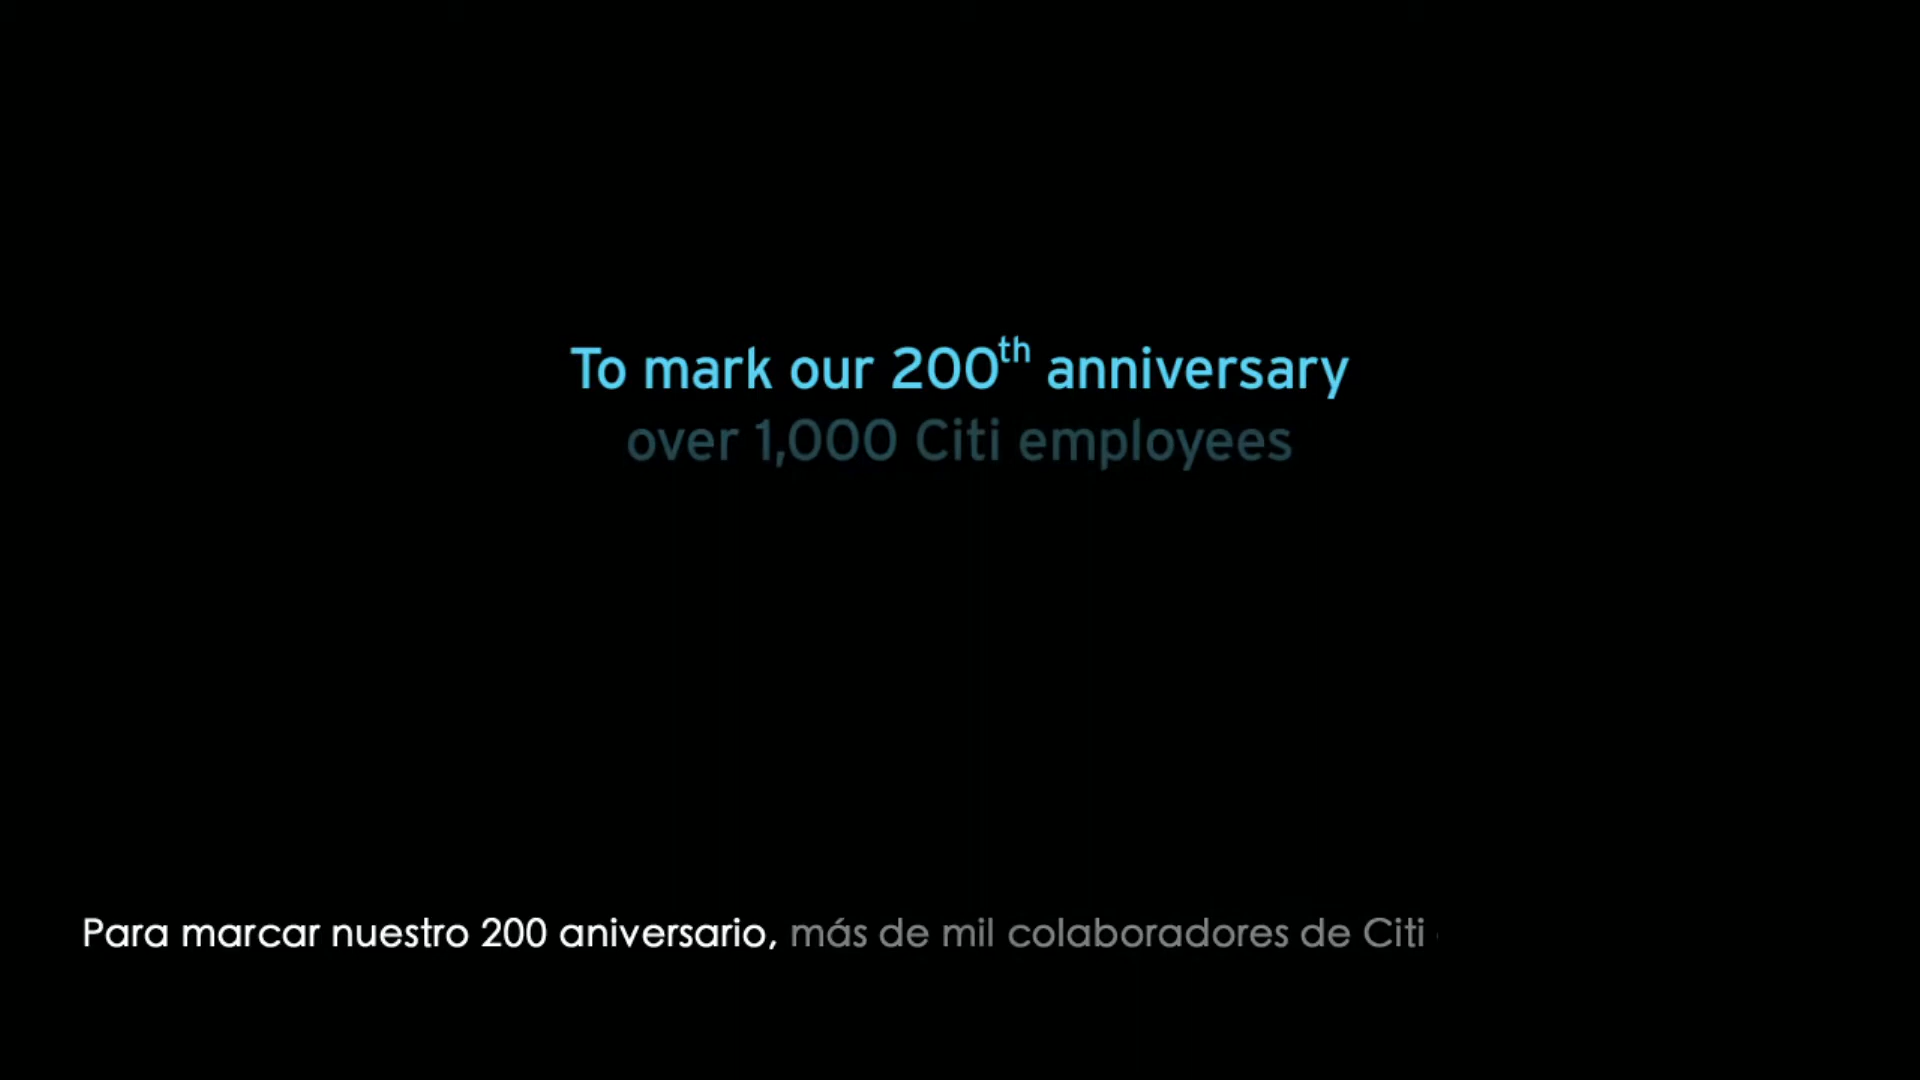 To mark our 200th anniversary
over 1,000 Citi employees
Para marcar nuestro 200 aniversario, más de mil colaboradores de Citi